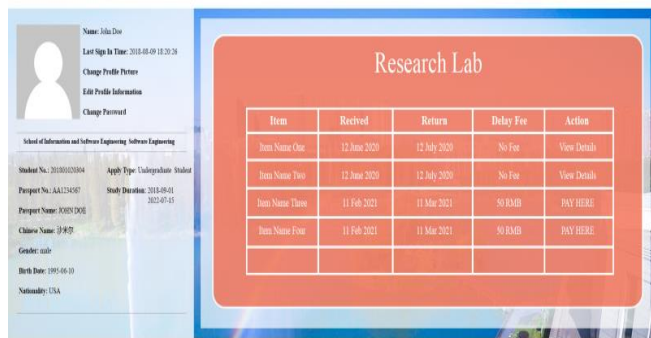 Name: John Doe
Last Sign In Time: 2018-08-09 18:20:26
Change Profile Picture
Edit Profile Information
Change Password
School of Information and Software Engineering Software Engineering
Student No.: 201801020304 Apply Type: Undergraduate Student
Passport No.: AA1234567 Study Duration: 2018-09-01
2022-07-15
Passport Name: JOHN DOE
Chinese Name: 沙米尔
Gender: male
Birth Date: 1995-06-10
Nationality: USA
Research Lab
Item Recived Return Delay Fee Action
Item Name One 12 June 2020 12 July 2020 No Fee View Details
Item Name Two 12 June 2020 12 July 2020 No Fee View Details
Item Name Three 11 Feb 2021 11 Mar 2021 50 RMB PAY HERE
Item Name Four 11 Feb 2021 11 Mar 2021 50 RMB PAY HERE